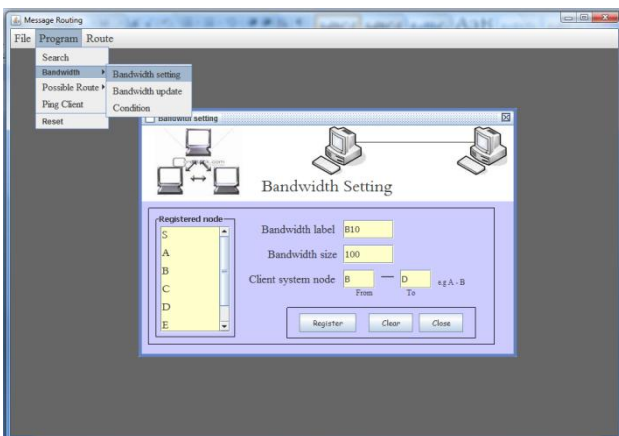 Message Routing
File Program Route
Search
Bandwidth
Possible Route
Ping Client
Reset
Bandwidth setting
Bandwidth update
Condition
setting
Bandwidth Setting
Registered node
S
A
B
C
D
E
Bandwidth label B10
Bandwidth size 100
Client system node B — D e.g A - B
From To
Register Clear Close